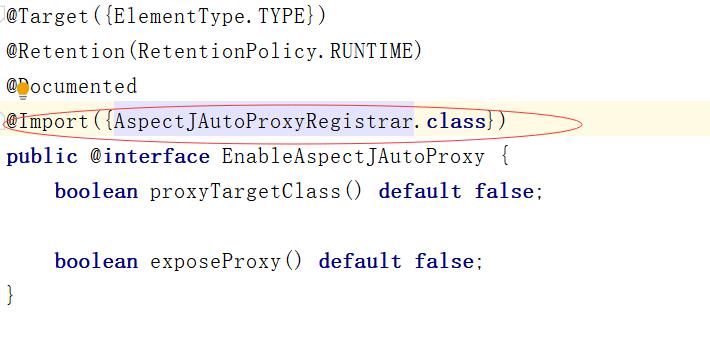 @Target({ElementType.TYPE})
@Retention(RetentionPolicy.RUNTIME)
@Documented
@Import({AspectJAutoProxyRegistrar.class})
public @interface EnableAspectJAutoProxy {
    boolean proxyTargetClass() default false;
    boolean exposeProxy() default false;
}